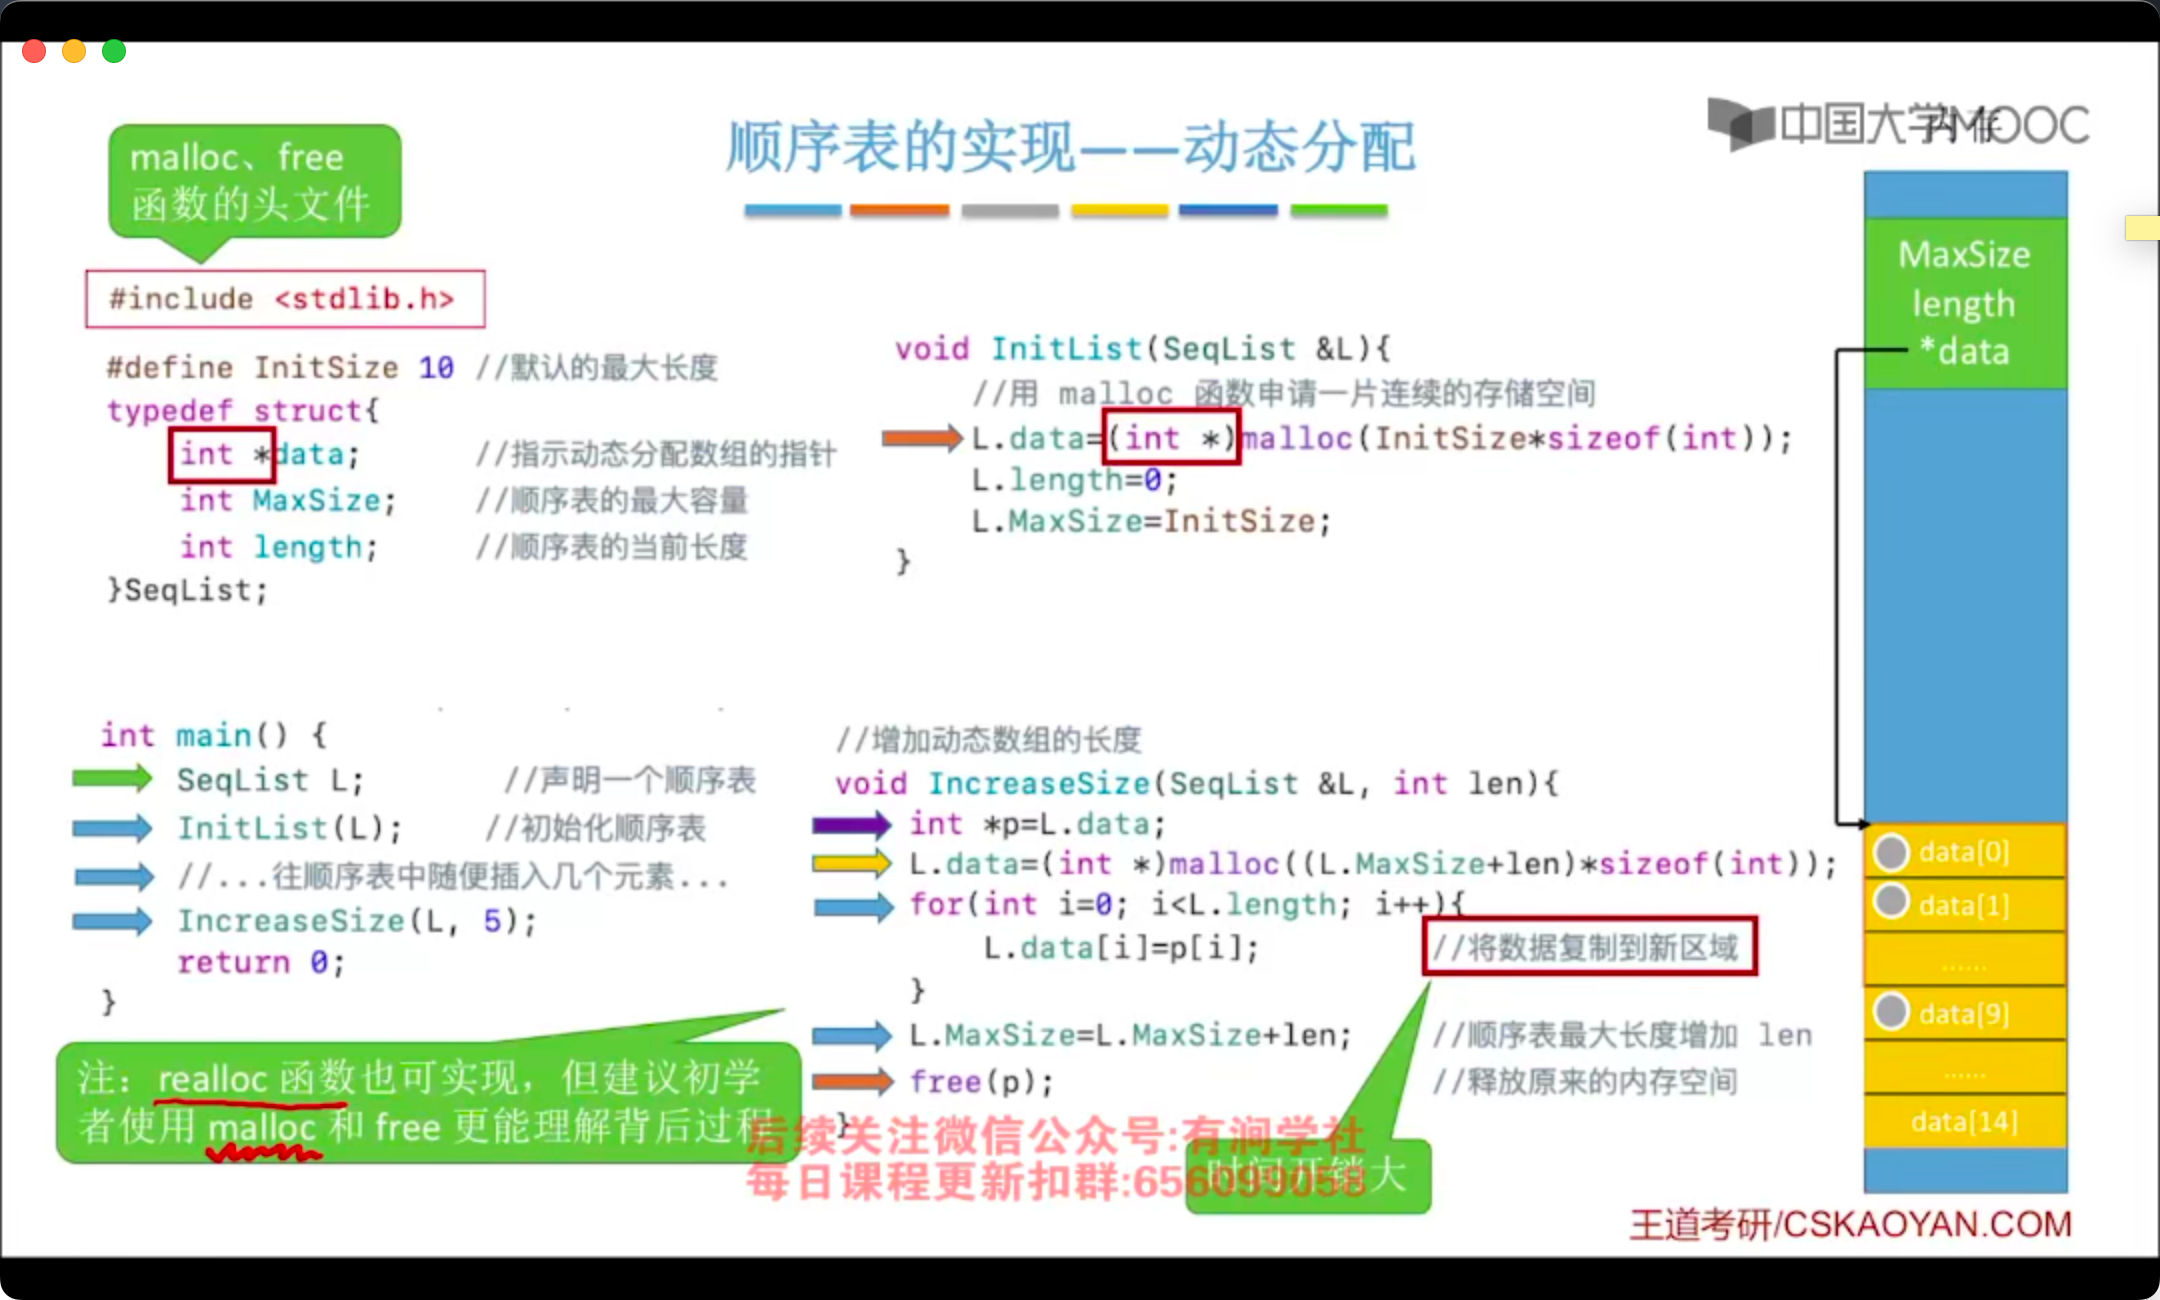 顺序表的实现——动态分配
中国大学MOOC
内存
malloc、free
函数的头文件
#include <stdlib.h>
#define InitSize 10 //默认的最大长度
typedef struct{
int *data; //指示动态分配数组的指针
int MaxSize; //顺序表的最大容量
int length; //顺序表的当前长度
}SeqList;
void InitList(SeqList &L){
//用 malloc 函数申请一片连续的存储空间
L.data=(int *)malloc(InitSize*sizeof(int));
L.length=0;
L.MaxSize=InitSize;
}
int main() {
SeqList L; //声明一个顺序表
InitList(L); //初始化顺序表
//...往顺序表中随便插入几个元素...
IncreaseSize(L, 5);
return 0;
}
注：realloc 函数也可实现，但建议初学
者使用 malloc 和 free 更能理解背后过程
//增加动态数组的长度
void IncreaseSize(SeqList &L, int len){
int *p=L.data;
L.data=(int *)malloc((L.MaxSize+len)*sizeof(int));
for(int i=0; i<L.length; i++){
L.data[i]=p[i]; //将数据复制到新区域
}
L.MaxSize=L.MaxSize+len; //顺序表最大长度增加 len
free(p); //释放原来的内存空间
}
时间开销大
后续关注微信公众号:有涧学社
每日课程更新扣群:656099058
MaxSize
length
*data
data[0]
data[1]
......
data[9]
......
data[14]
王道考研/CSKAOYAN.COM